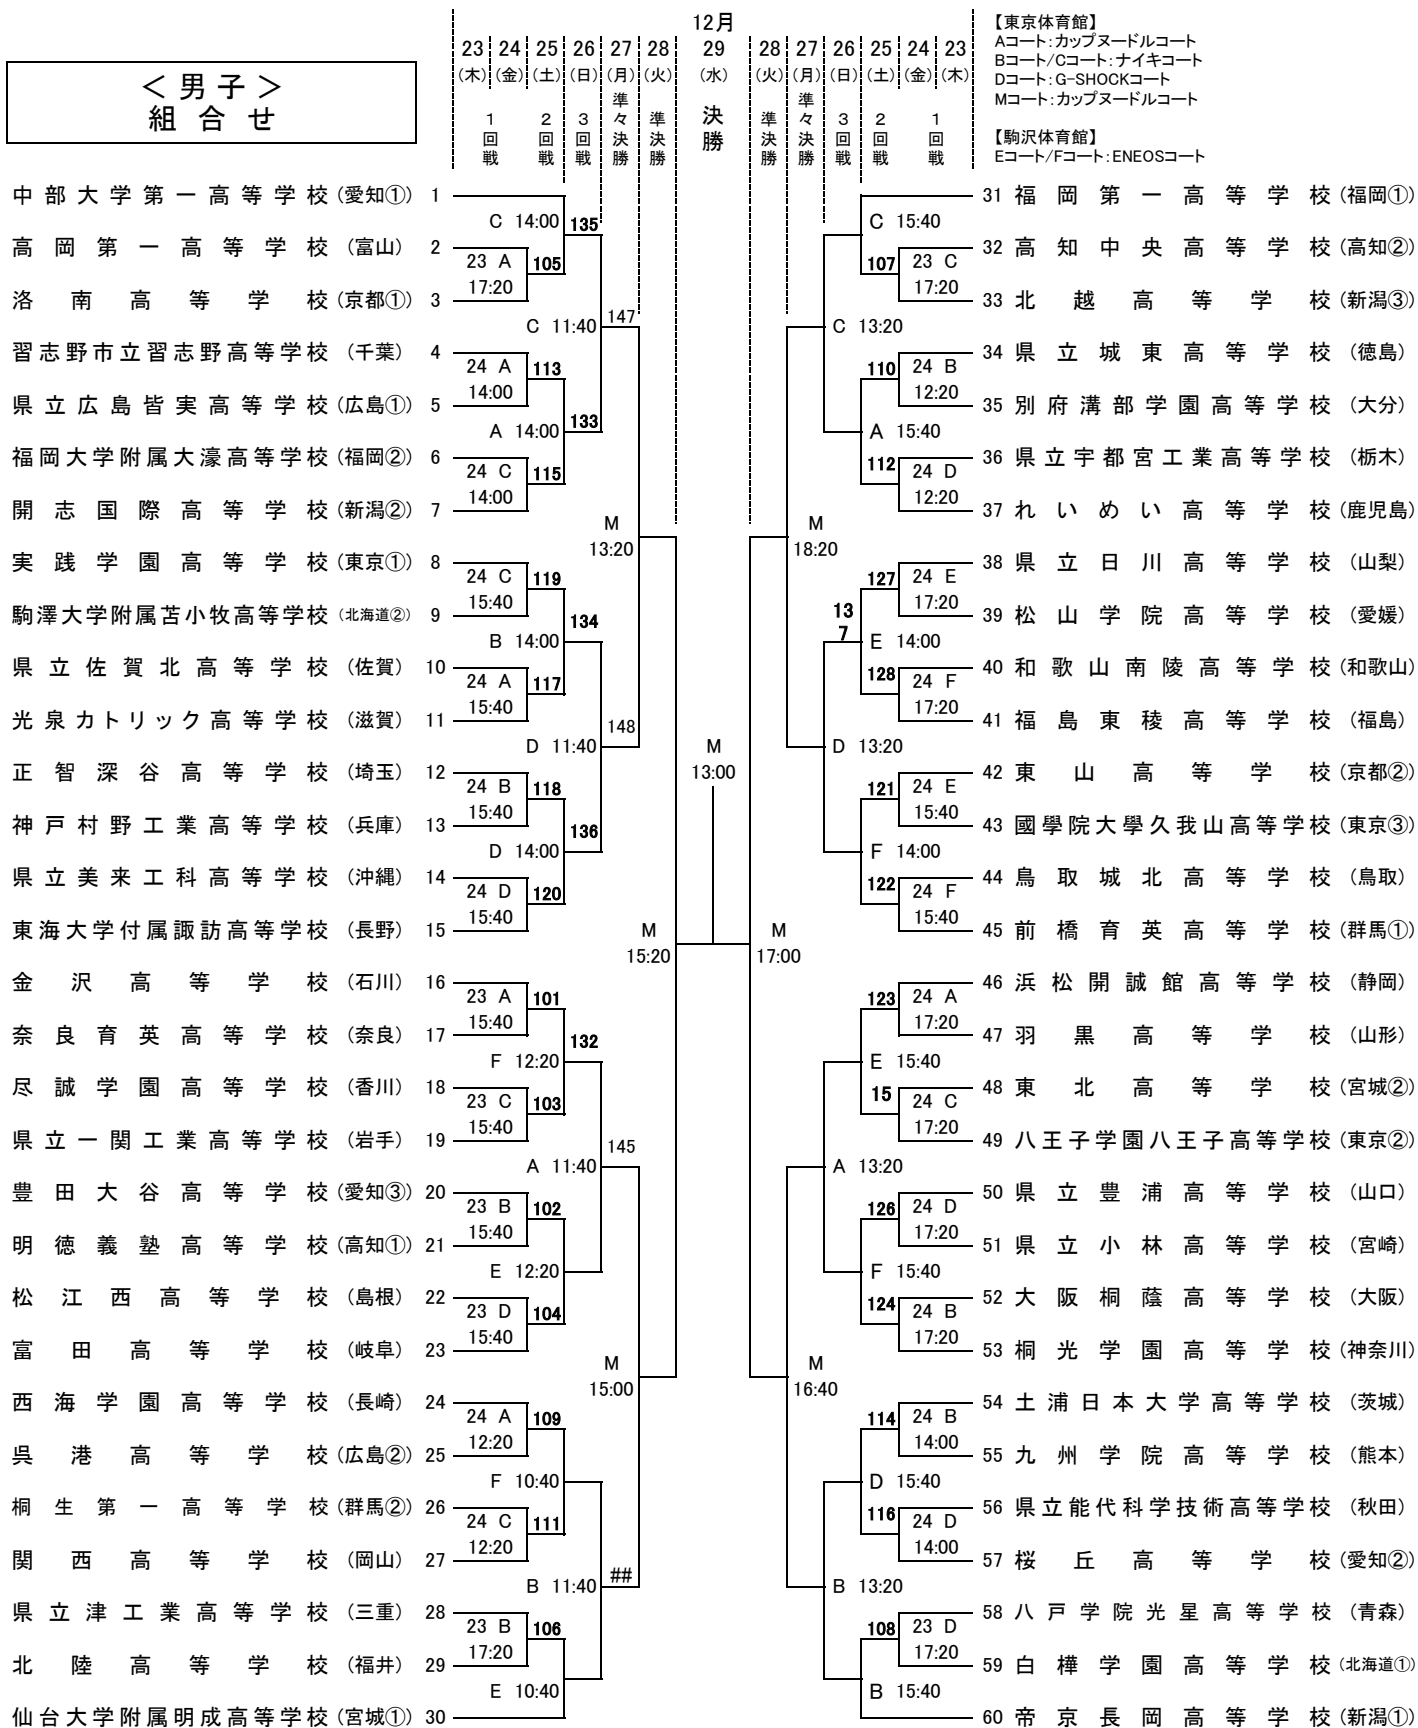 12月
23 24 25 26 27 28 29 28 27 26 25 24 23
(木) (金) (土) (日) (月) (火) (水) (火) (月) (日) (土) (金) (木)
1回戦 2回戦 3回戦 準々決勝 準決勝 決勝 準決勝 準々決勝 3回戦 2回戦 1回戦
＜男子＞
組合せ
【東京体育館】
Aコート：カップヌードルコート
Bコート/Cコート：ナイキコート
Dコート：G-SHOCKコート
Mコート：カップヌードルコート
【駒沢体育館】
Eコート/Fコート：ENEOSコート
中部大学第一高等学校 (愛知①) 1
C 14:00 135
高岡第一高等学校 (富山) 2
23 A 105
17:20
洛南高等学校 (京都①) 3
C 11:40 147
習志野市立習志野高等学校 (千葉) 4
24 A 113
14:00
県立広島皆実高等学校 (広島①) 5
A 14:00 133
福岡大学附属大濠高等学校 (福岡②) 6
24 C 115
14:00
開志国際高等学校 (新潟②) 7
M
13:20
実践学園高等学校 (東京①) 8
24 C 119
15:40
駒澤大学附属苫小牧高等学校 (北海道②) 9
B 14:00 134
県立佐賀北高等学校 (佐賀) 10
24 A 117
15:40
光泉カトリック高等学校 (滋賀) 11
D 11:40 148
正智深谷高等学校 (埼玉) 12
24 B 118
15:40
神戸村野工業高等学校 (兵庫) 13
D 14:00 136
県立美来工科高等学校 (沖縄) 14
24 D 120
15:40
東海大学付属諏訪高等学校 (長野) 15
M
15:20
金沢高等学校 (石川) 16
23 A 101
15:40
奈良育英高等学校 (奈良) 17
F 12:20 132
尽誠学園高等学校 (香川) 18
23 C 103
15:40
県立一関工業高等学校 (岩手) 19
A 11:40 145
豊田大谷高等学校 (愛知③) 20
23 B 102
15:40
明徳義塾高等学校 (高知①) 21
E 12:20
松江西高等学校 (島根) 22
23 D 104
15:40
富田高等学校 (岐阜) 23
M
15:00
西海学園高等学校 (長崎) 24
24 A 109
12:20
呉港高等学校 (広島②) 25
F 10:40
桐生第一高等学校 (群馬②) 26
24 C 111
12:20
関西高等学校 (岡山) 27
B 11:40 ##
県立津工業高等学校 (三重) 28
23 B 106
17:20
北陸高等学校 (福井) 29
E 10:40
仙台大学附属明成高等学校 (宮城①) 30
M
13:00
31 福岡第一高等学校 (福岡①)
C 15:40
32 高知中央高等学校 (高知②)
107 23 C
17:20
33 北越高等学校 (新潟③)
C 13:20
34 県立城東高等学校 (徳島)
110 24 B
12:20
35 別府溝部学園高等学校 (大分)
A 15:40
36 県立宇都宮工業高等学校 (栃木)
112 24 D
12:20
37 れいめい高等学校 (鹿児島)
M
18:20
38 県立日川高等学校 (山梨)
127 24 E
17:20
39 松山学院高等学校 (愛媛)
13
7
E 14:00
40 和歌山南陵高等学校 (和歌山)
128 24 F
17:20
41 福島東稜高等学校 (福島)
D 13:20
42 東山高等学校 (京都②)
121 24 E
15:40
43 國學院大學久我山高等学校 (東京③)
F 14:00
44 鳥取城北高等学校 (鳥取)
122 24 F
15:40
45 前橋育英高等学校 (群馬①)
M
17:00
46 浜松開誠館高等学校 (静岡)
123 24 A
17:20
47 羽黒高等学校 (山形)
E 15:40
48 東北高等学校 (宮城②)
15 24 C
17:20
49 八王子学園八王子高等学校 (東京②)
A 13:20
50 県立豊浦高等学校 (山口)
126 24 D
17:20
51 県立小林高等学校 (宮崎)
F 15:40
52 大阪桐蔭高等学校 (大阪)
124 24 B
17:20
53 桐光学園高等学校 (神奈川)
M
16:40
54 土浦日本大学高等学校 (茨城)
114 24 B
14:00
55 九州学院高等学校 (熊本)
D 15:40
56 県立能代科学技術高等学校 (秋田)
116 24 D
14:00
57 桜丘高等学校 (愛知②)
B 13:20
58 八戸学院光星高等学校 (青森)
108 23 D
17:20
59 白樺学園高等学校 (北海道①)
B 15:40
60 帝京長岡高等学校 (新潟①)